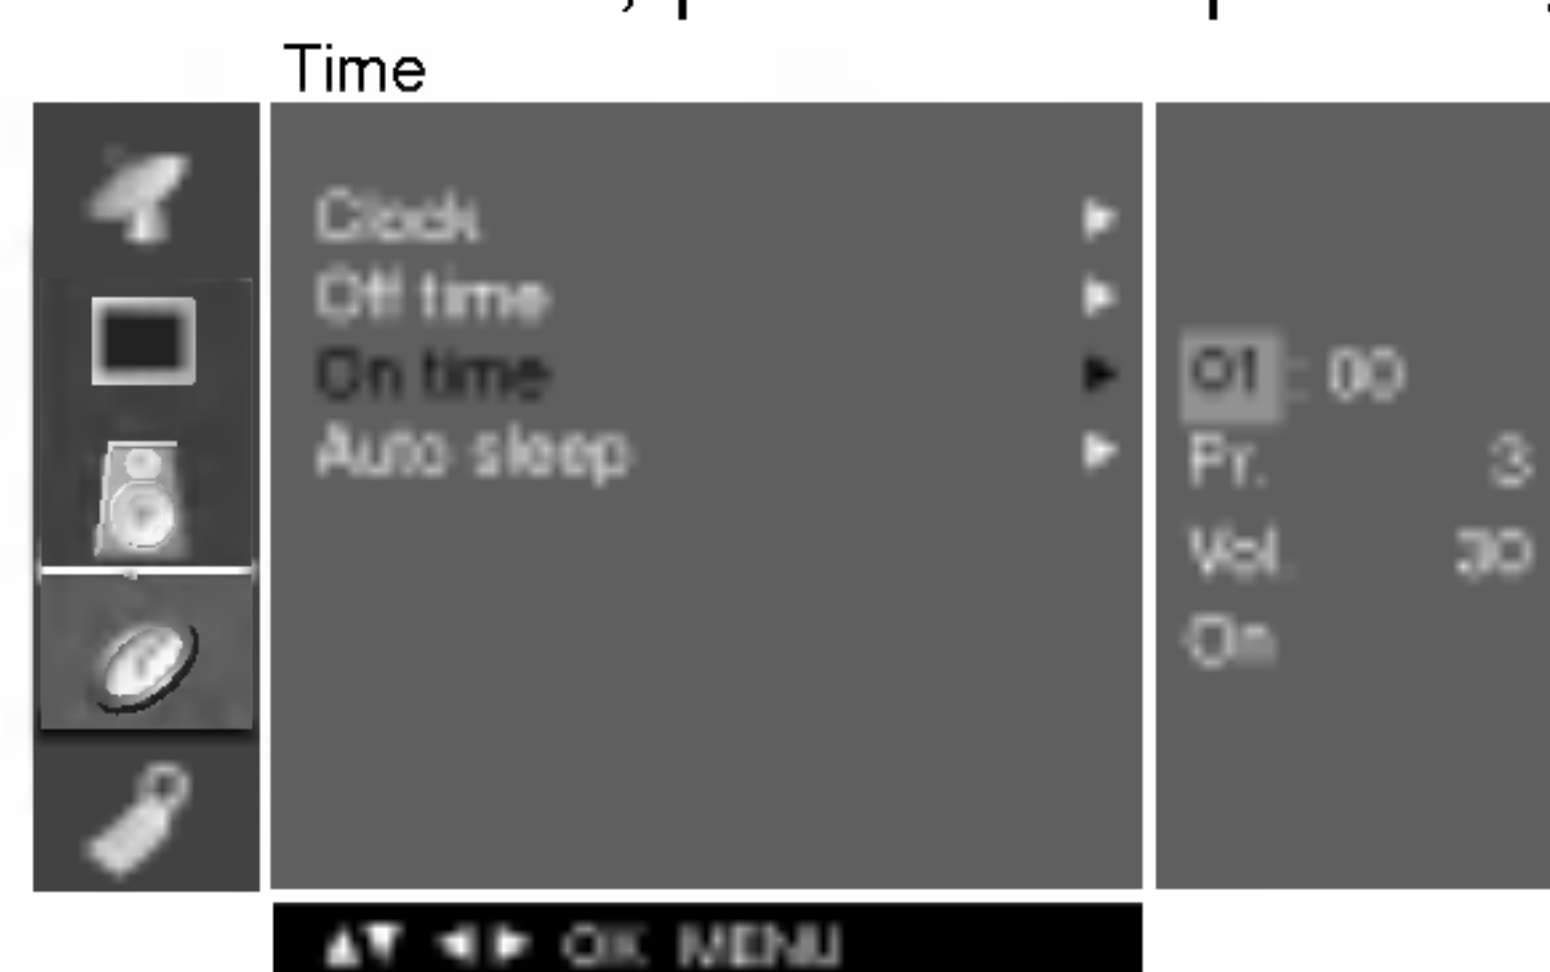 Time
Clock
Off time
On time
Auto sleep
01 : 00
Pr. 3
Vol. 30
On
OK MENU